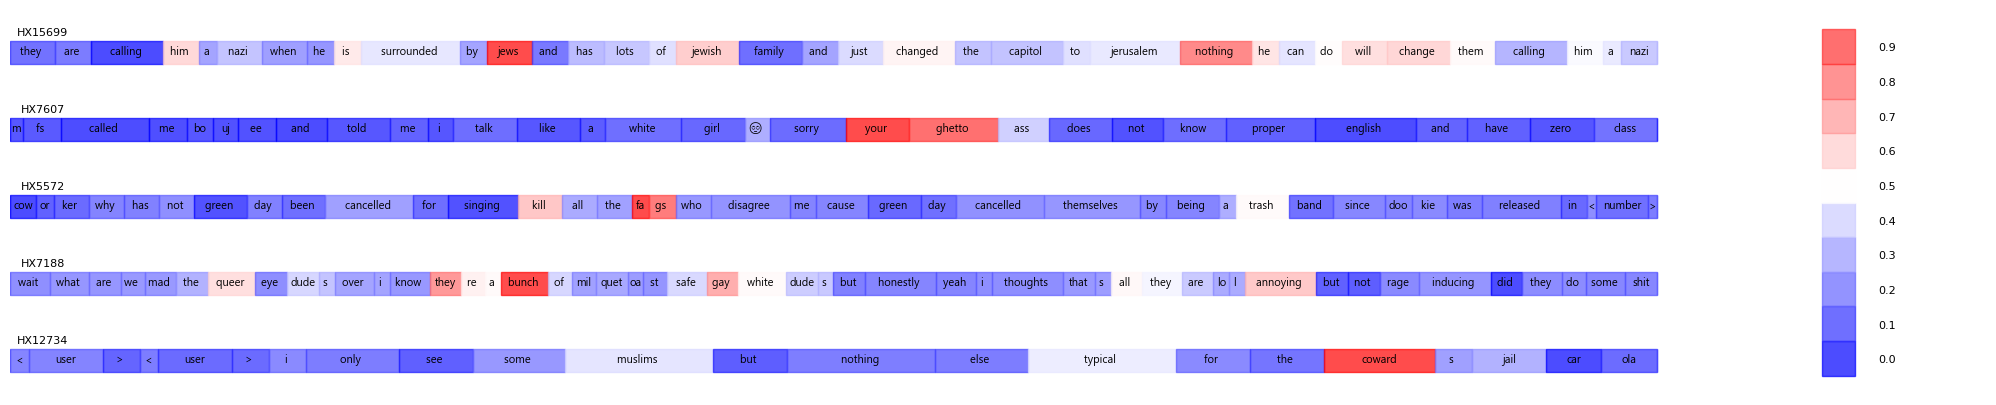 HX15699
they are calling him a nazi when he is surrounded by jews and has lots of jewish family and just changed the capitol to jerusalem nothing he can do will change them calling him a nazi
HX7607
m fs called me bo uj ee and told me i talk like a white girl 😒 sorry your ghetto ass does not know proper english and have zero class
HX5572
cow or ker why has not green day been cancelled for singing kill all the fa gs who disagree me cause green day cancelled themselves by being a trash band since doo kie was released in < number >
HX7188
wait what are we mad the queer eye dude s over i know they re a bunch of mil quet oa st safe gay white dude s but honestly yeah i thoughts that s all they are lo l annoying but not rage inducing did they do some shit
HX12734
< user > < user > i only see some muslims but nothing else typical for the coward s jail car ola
0.9
0.8
0.7
0.6
0.5
0.4
0.3
0.2
0.1
0.0